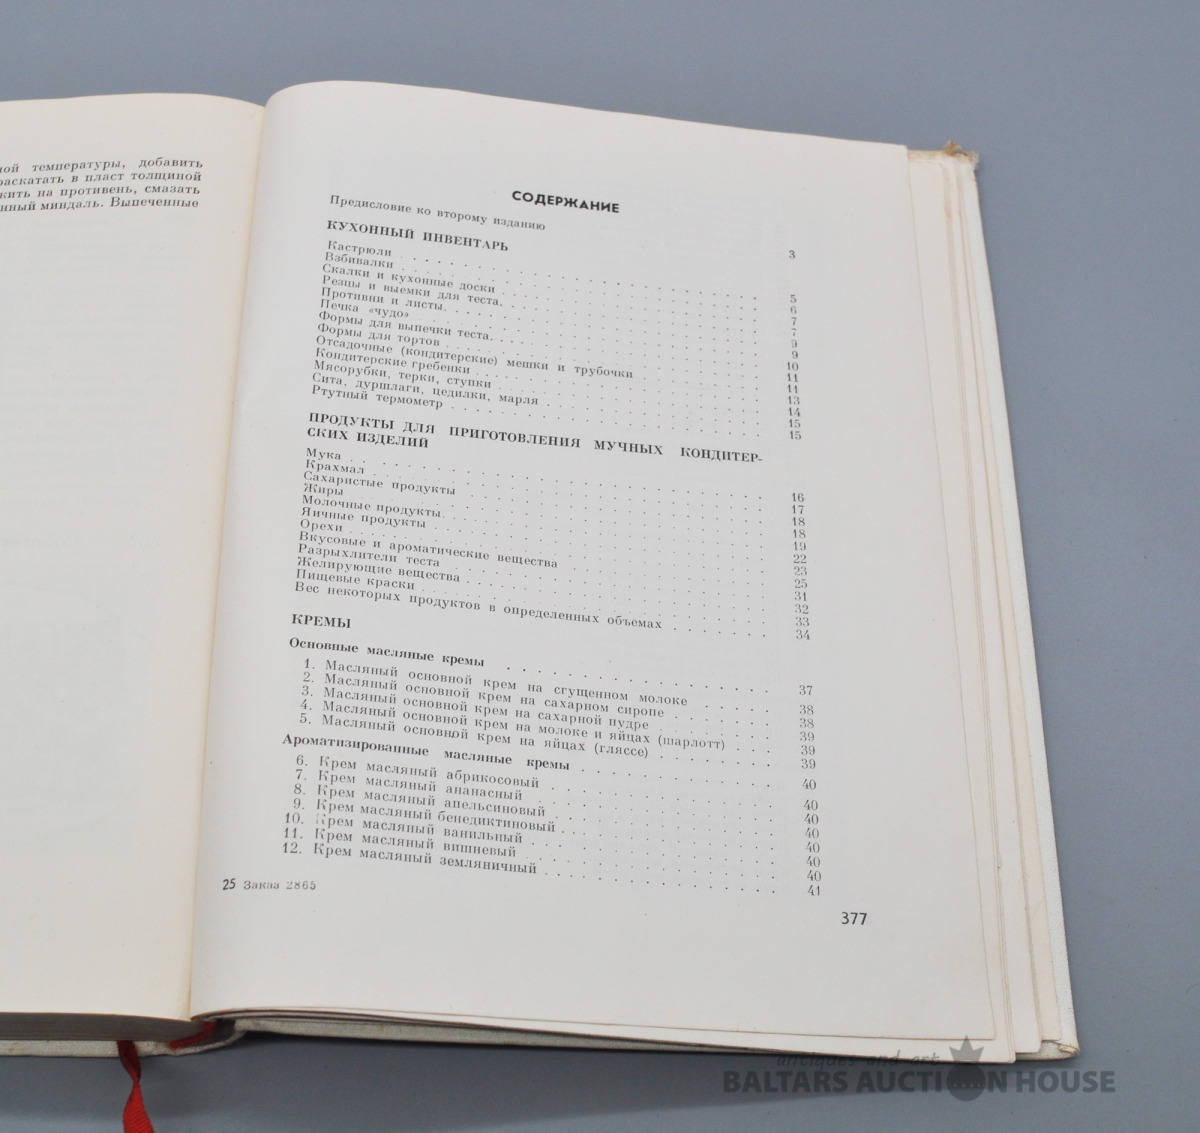 ной температуры, добавить
раскатать в пласт толщиной
жить на противень, смазать
нный миндаль. Выпеченные
СОДЕРЖАНИЕ
Предисловие ко второму изданию 3
КУХОННЫЙ ИНВЕНТАРЬ
Кастрюли . . . 5
Взбивалки . . . 6
Скалки и кухонные доски . . . 7
Резцы и выемки для теста. . . . 7
Противни и листы. . . . 9
Печка «чудо» . . . 9
Формы для выпечки теста. . . . 10
Формы для тортов . . . 11
Отсадочные (кондитерские) мешки и трубочки . . . 11
Кондитерские гребенки . . . 13
Мясорубки, терки, ступки . . . 14
Сита, дуршлаги, цедилки, марля . . . 15
Ртутный термометр . . . 15
ПРОДУКТЫ ДЛЯ ПРИГОТОВЛЕНИЯ МУЧНЫХ КОНДИТЕР-
СКИХ ИЗДЕЛИЙ
Мука . . . 16
Крахмал . . . 17
Сахаристые продукты . . . 18
Жиры . . . 18
Молочные продукты. . . . 19
Яичные продукты . . . 22
Орехи . . . 23
Вкусовые и ароматические вещества . . . 25
Разрыхлители теста . . . 31
Желирующие вещества . . . 32
Пищевые краски . . . 33
Вес некоторых продуктов в определенных объемах . . . 34
КРЕМЫ
Основные масляные кремы . . . 37
1. Масляный основной крем на сгущенном молоке . . . 38
2. Масляный основной крем на сахарном сиропе . . . 38
3. Масляный основной крем на сахарной пудре . . . 39
4. Масляный основной крем на молоке и яйцах (шарлотт) . . . 39
5. Масляный основной крем на яйцах (гляссе) . . . 39
Ароматизированные масляные кремы . . . 40
6. Крем масляный абрикосовый . . . 40
7. Крем масляный ананасный . . . 40
8. Крем масляный апельсиновый . . . 40
9. Крем масляный бенедиктиновый . . . 40
10. Крем масляный ванильный . . . 40
11. Крем масляный вишневый . . . 40
12. Крем масляный земляничный . . . 41
25 Заказ 2865
377
antiques and art
BALTARS AUCTION HOUSE